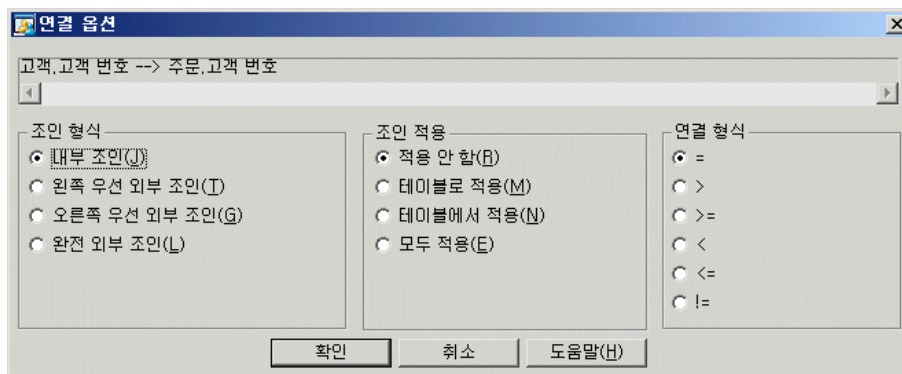 연결 옵션
고객,고객 번호 --> 주문,고객 번호
조인 형식
내부 조인(J)
왼쪽 우선 외부 조인(T)
오른쪽 우선 외부 조인(G)
완전 외부 조인(L)
조인 적용
적용 안 함(R)
테이블로 적용(M)
테이블에서 적용(N)
모두 적용(E)
연결 형식
=
>
>=
<
<=
!=
확인 취소 도움말(H)